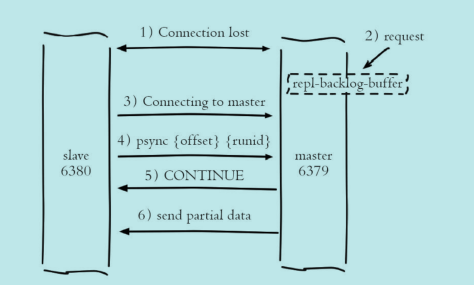 1) Connection lost
2) request
repl-backlog-buffer
3) Connecting to master
4) psync {offset} {runid}
slave
6380
master
6379
5) CONTINUE
6) send partial data